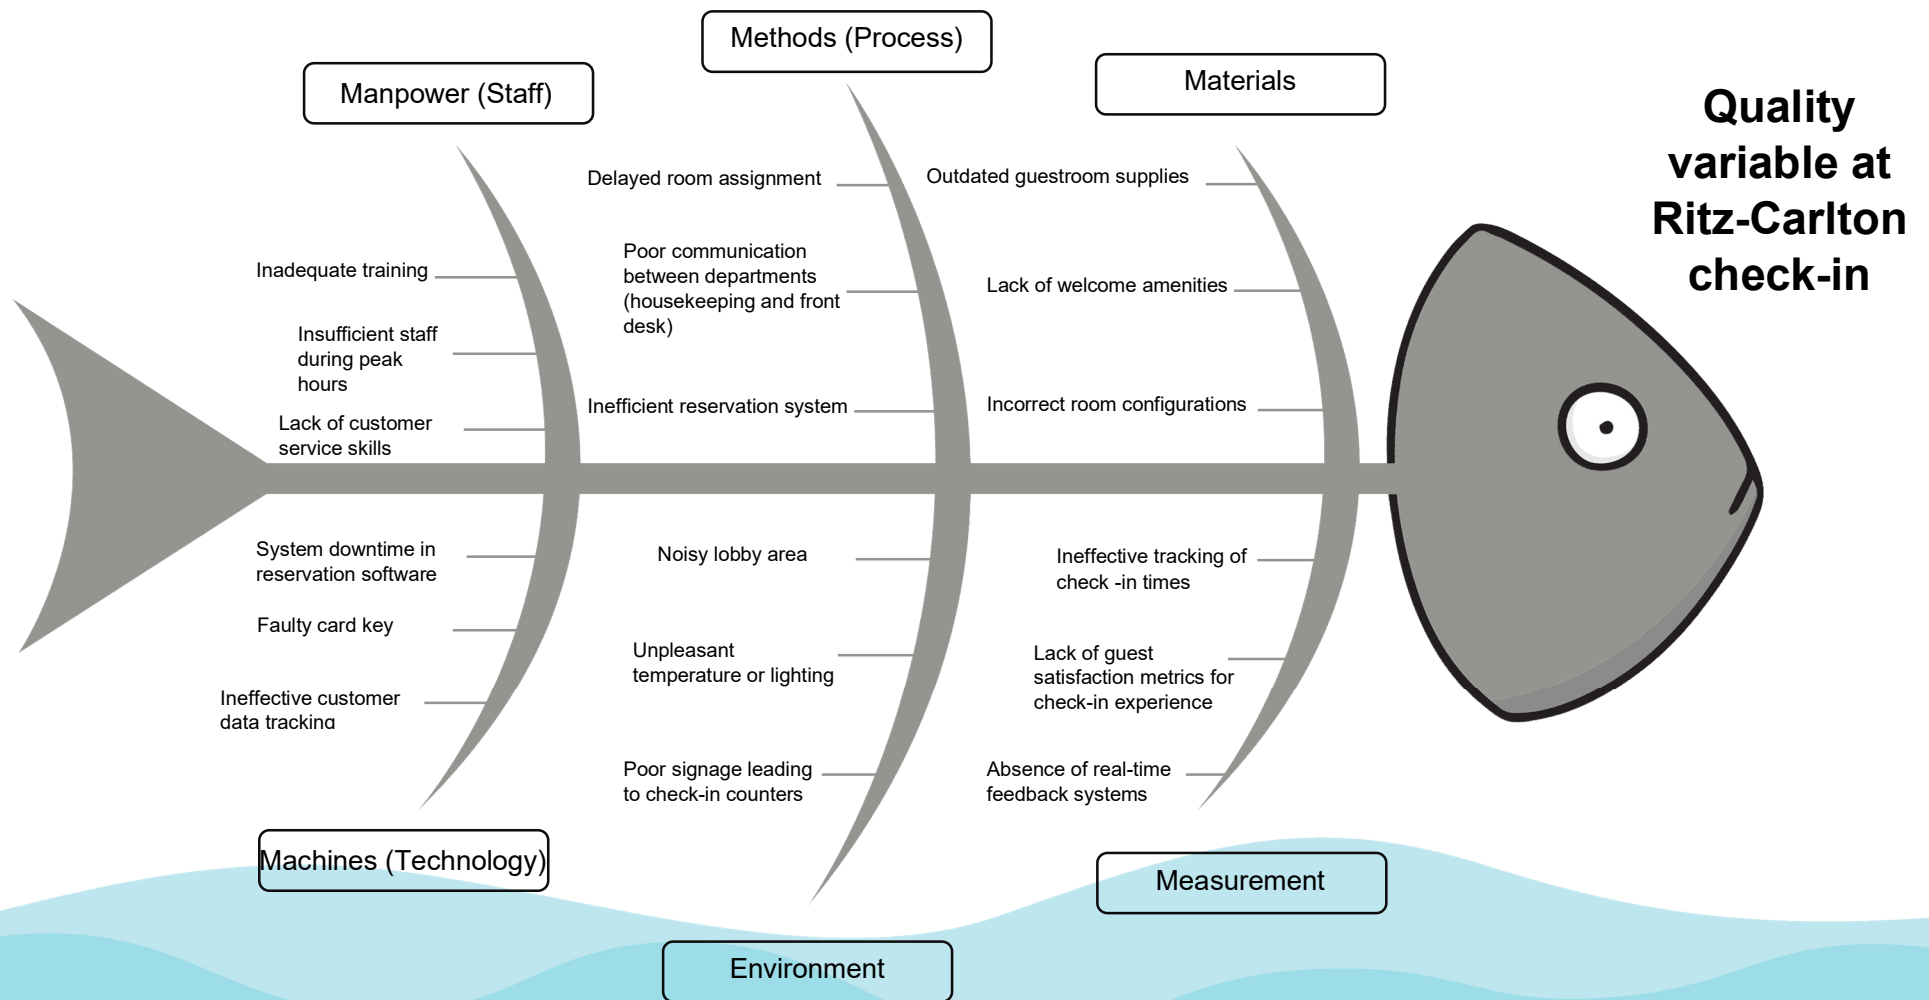 Methods (Process)
Manpower (Staff)
Materials
Quality
variable at
Ritz-Carlton
check-in
Inadequate training
Insufficient staff
during peak
hours
Lack of customer
service skills
Delayed room assignment
Poor communication
between departments
(housekeeping and front
desk)
Inefficient reservation system
Outdated guestroom supplies
Lack of welcome amenities
Incorrect room configurations
System downtime in
reservation software
Faulty card key
Ineffective customer
data tracking
Noisy lobby area
Unpleasant
temperature or lighting
Poor signage leading
to check-in counters
Ineffective tracking of
check -in times
Lack of guest
satisfaction metrics for
check-in experience
Absence of real-time
feedback systems
Machines (Technology)
Environment
Measurement